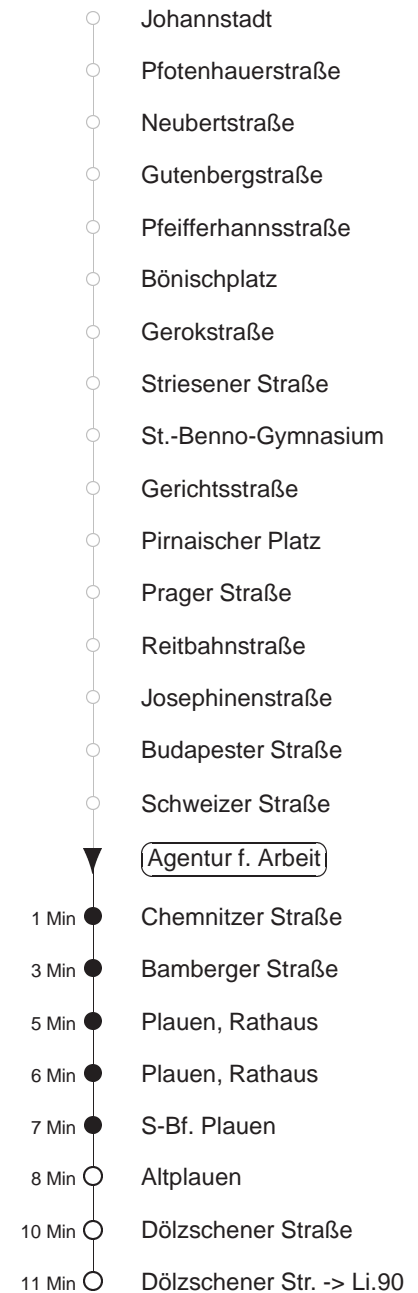 Johannstadt
Pfotenhauerstraße
Neubertstraße
Gutenbergstraße
Pfeifferhannsstraße
Bönischplatz
Gerokstraße
Striesener Straße
St.-Benno-Gymnasium
Gerichtsstraße
Pirnaischer Platz
Prager Straße
Reitbahnstraße
Josephinenstraße
Budapester Straße
Schweizer Straße
Agentur f. Arbeit
1 Min Chemnitzer Straße
3 Min Bamberger Straße
5 Min Plauen, Rathaus
6 Min Plauen, Rathaus
7 Min S-Bf. Plauen
8 Min Altplauen
10 Min Dölzschener Straße
11 Min Dölzschener Str. -> Li.90